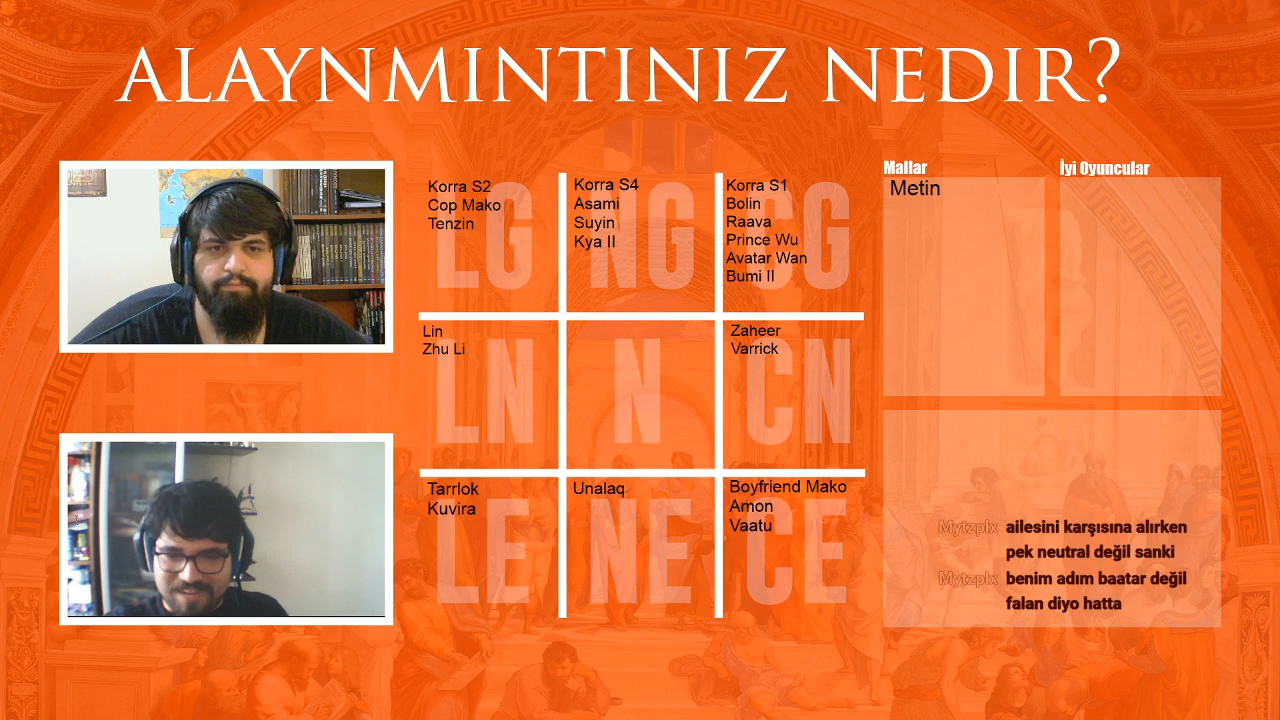 ALAYNMINTINIZ NEDIR?
Korra S2
Cop Mako
Tenzin
LG
Korra S4
Asami
Suyin
Kya II
NG
Korra S1
Bolin
Raava
Prince Wu
Avatar Wan
Bumi II
CG
Lin
Zhu Li
LN
N
Zaheer
Varrick
CN
Tarrlok
Kuvira
LE
Unalaq
NE
Boyfriend Mako
Amon
Vaatu
CE
Mallar
Metin
İyi Oyuncular
Mytzplx ailesini karşısına alırken
pek neutral değil sanki
Mytzplx benim adım baatar değil
falan diyo hatta